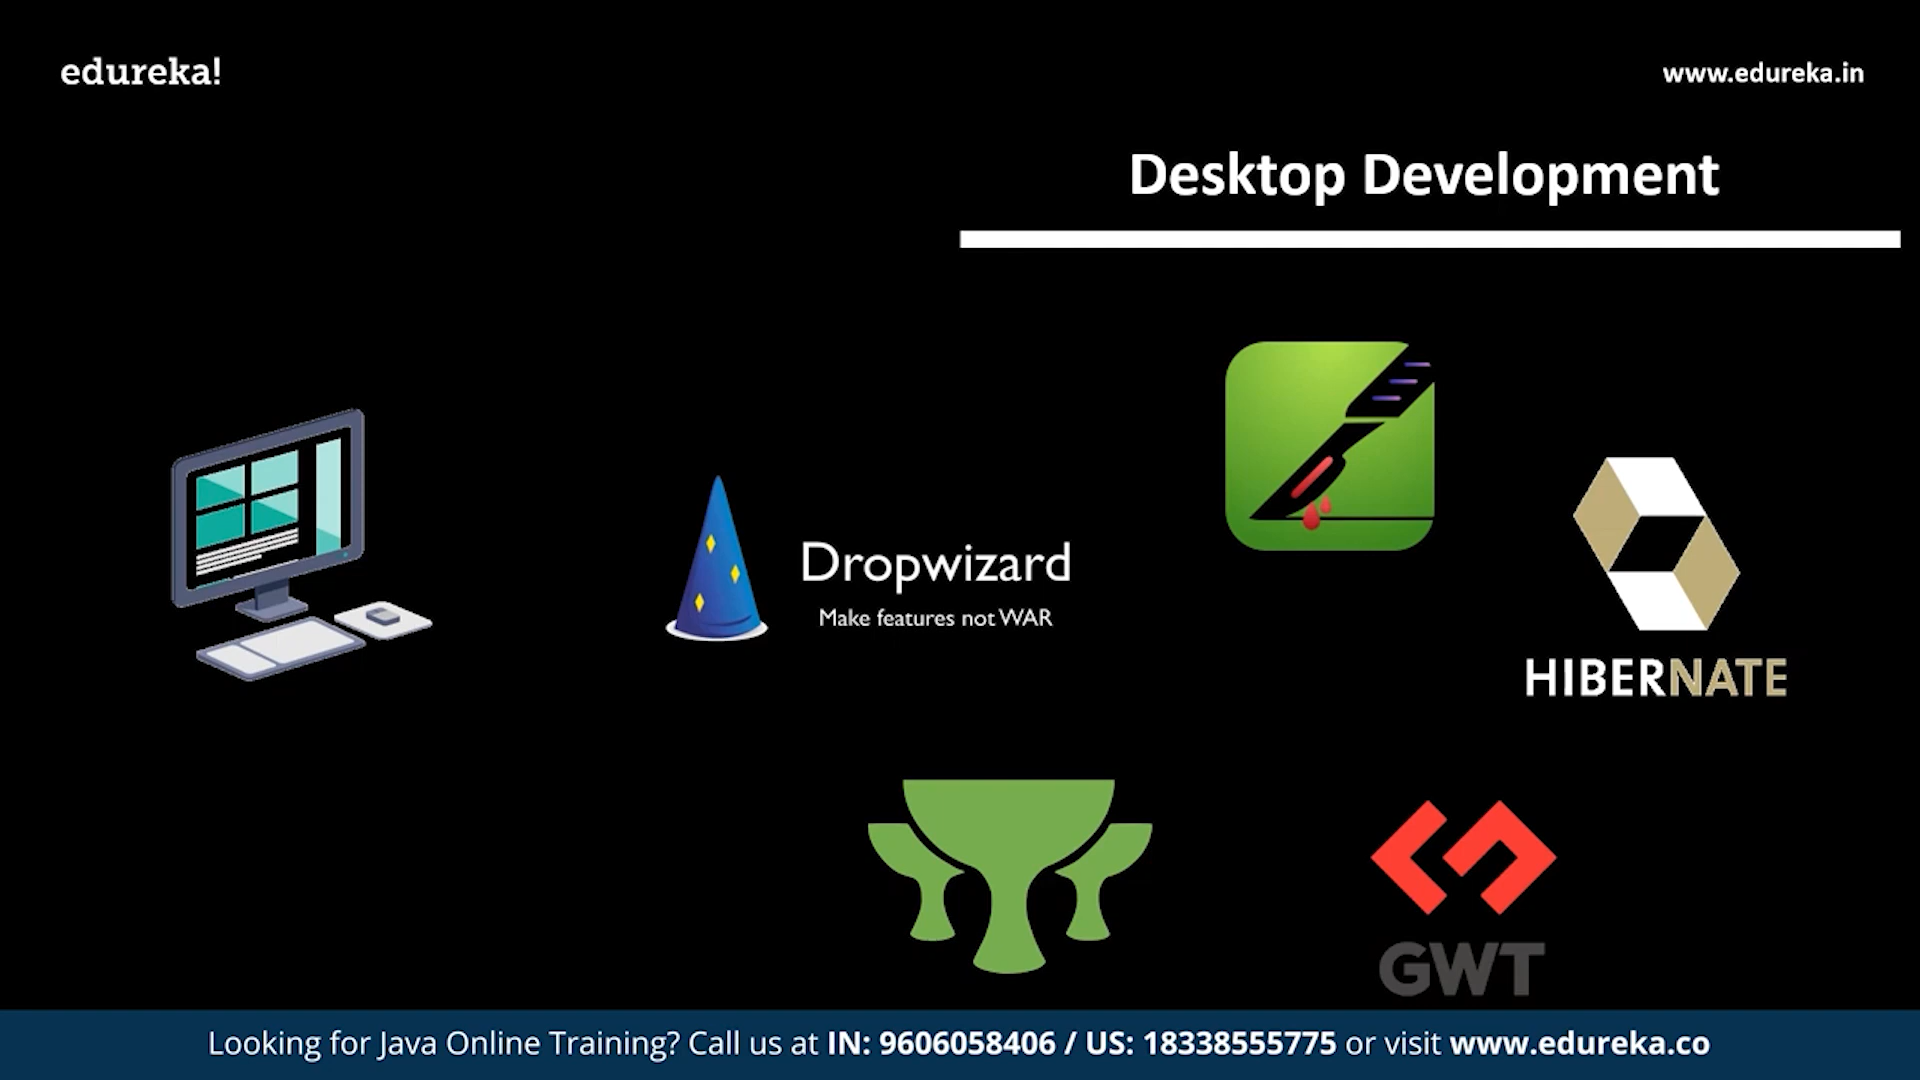 edureka!
www.edureka.in
Desktop Development
Dropwizard
Make features not WAR
HIBERNATE
GWT
Looking for Java Online Training? Call us at IN: 9606058406 / US: 18338555775 or visit www.edureka.co